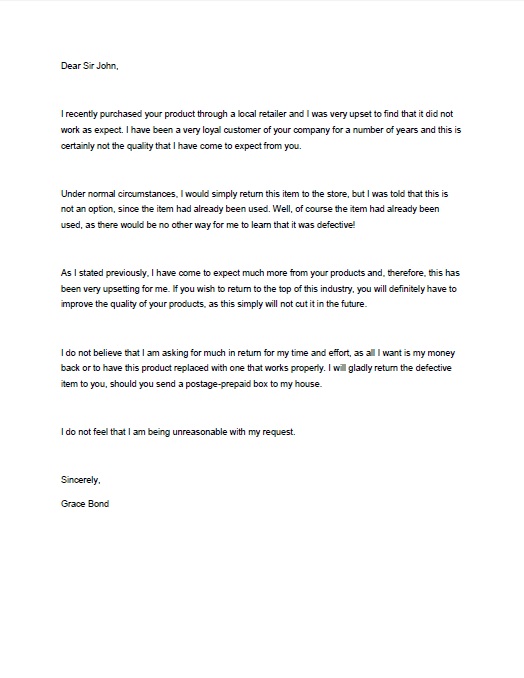 Dear Sir John,
I recently purchased your product through a local retailer and I was very upset to find that it did not
work as expect. I have been a very loyal customer of your company for a number of years and this is
certainly not the quality that I have come to expect from you.
Under normal circumstances, I would simply return this item to the store, but I was told that this is
not an option, since the item had already been used. Well, of course the item had already been
used, as there would be no other way for me to learn that it was defective!
As I stated previously, I have come to expect much more from your products and, therefore, this has
been very upsetting for me. If you wish to return to the top of this industry, you will definitely have to
improve the quality of your products, as this simply will not cut it in the future.
I do not believe that I am asking for much in return for my time and effort, as all I want is my money
back or to have this product replaced with one that works properly. I will gladly return the defective
item to you, should you send a postage-prepaid box to my house.
I do not feel that I am being unreasonable with my request.
Sincerely,
Grace Bond